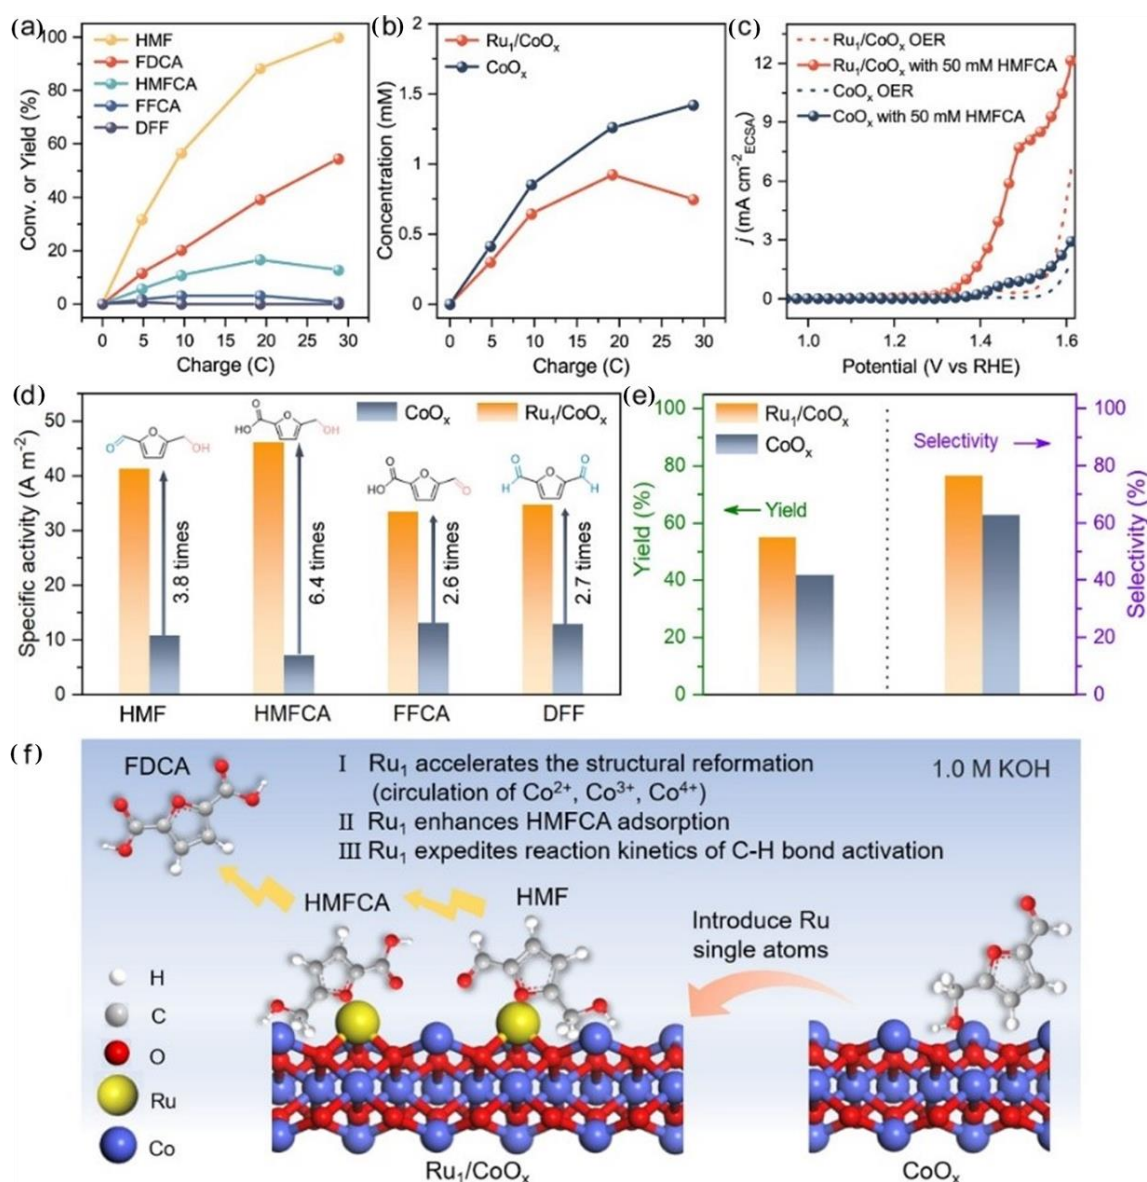 (a)
Conv. or Yield (%)
100
80
60
40
20
0
HMF
FDCA
HMFCA
FFCA
DFF
0 5 10 15 20 25 30
Charge (C)
(b)
Concentration (mM)
2
1.5
1
0.5
0
Ru₁/CoOₓ
CoOₓ
0 5 10 15 20 25 30
Charge (C)
(c)
j (mA cm⁻²ECSA)
12
9
6
3
0
Ru₁/CoOₓ OER
Ru₁/CoOₓ with 50 mM HMFCA
CoOₓ OER
CoOₓ with 50 mM HMFCA
1.0 1.2 1.4 1.6
Potential (V vs RHE)
(d)
Specific activity (A m⁻²)
50
40
30
20
10
0
CoOₓ
Ru₁/CoOₓ
O
OH
O
HO
O
OH
O
HO
O
O
O
O
O
H
H
3.8 times
6.4 times
2.6 times
2.7 times
HMF
HMFCA
FFCA
DFF
(e)
Yield (%)
100
80
60
40
20
0
Ru₁/CoOₓ
CoOₓ
Yield
Selectivity
100
80
60
40
20
0
Selectivity (%)
(f)
FDCA
I Ru₁ accelerates the structural reformation
(circulation of Co²⁺, Co³⁺, Co⁴⁺)
II Ru₁ enhances HMFCA adsorption
III Ru₁ expedites reaction kinetics of C-H bond activation
1.0 M KOH
HMFCA
HMF
Introduce Ru
single atoms
H
C
O
Ru
Co
Ru₁/CoOₓ
CoOₓ